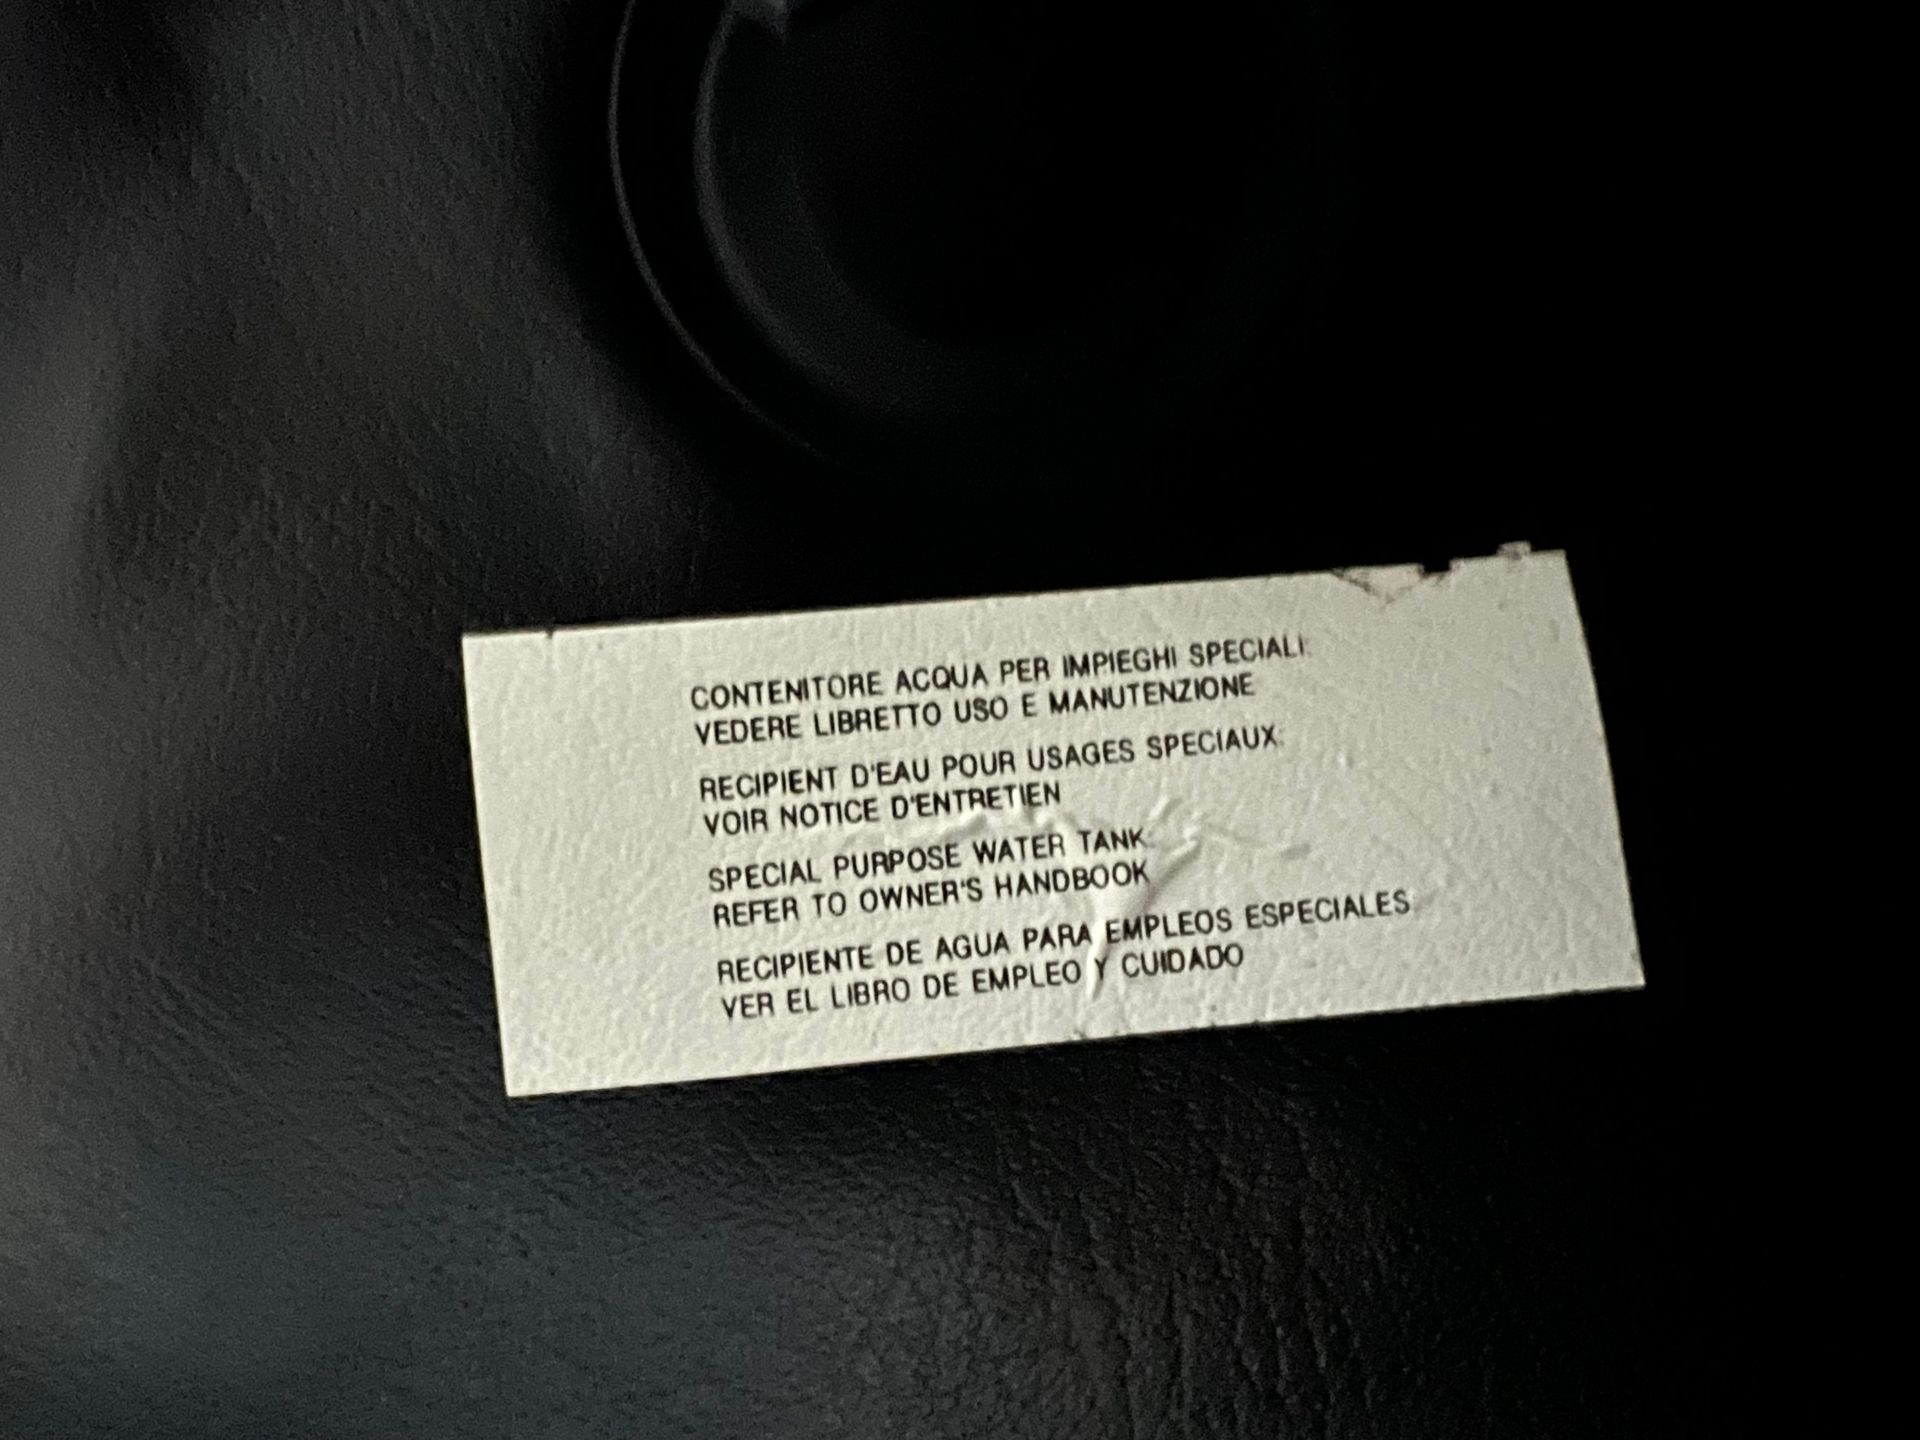 CONTENITORE ACQUA PER IMPIEGHI SPECIALI:
VEDERE LIBRETTO USO E MANUTENZIONE
RECIPIENT D'EAU POUR USAGES SPECIAUX:
VOIR NOTICE D'ENTRETIEN
SPECIAL PURPOSE WATER TANK:
REFER TO OWNER'S HANDBOOK
RECIPIENTE DE AGUA PARA EMPLEOS ESPECIALES:
VER EL LIBRO DE EMPLEO Y CUIDADO